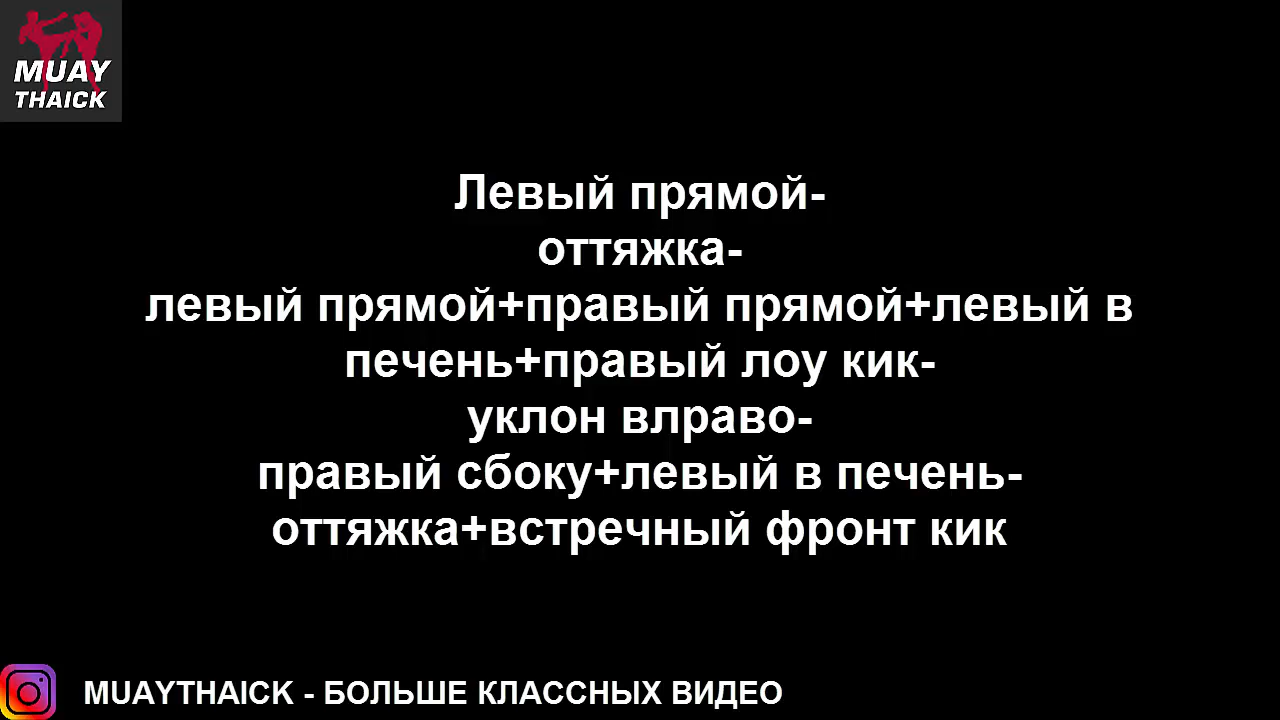 MUAY
THAICK
Левый прямой-
оттяжка-
левый прямой+правый прямой+левый в
печень+правый лоу кик-
уклон влраво-
правый сбоку+левый в печень-
оттяжка+встречный фронт кик
MUAYTHAICK - БОЛЬШЕ КЛАССНЫХ ВИДЕО